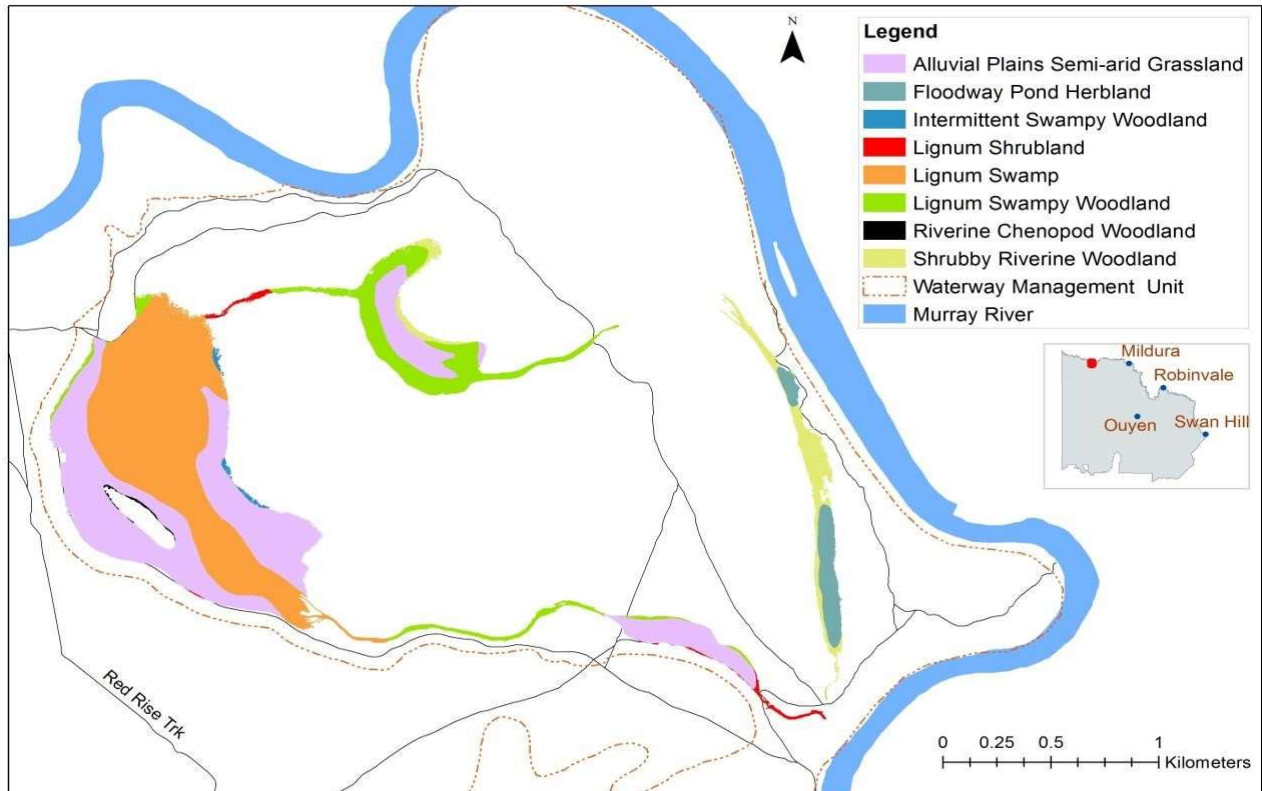 N
Legend
Alluvial Plains Semi-arid Grassland
Floodway Pond Herbland
Intermittent Swampy Woodland
Lignum Shrubland
Lignum Swamp
Lignum Swampy Woodland
Riverine Chenopod Woodland
Shrubby Riverine Woodland
Waterway Management Unit
Murray River
Mildura
Robinvale
Ouyen
Swan Hill
Red Rise Trk
0 0.25 0.5 1
Kilometers